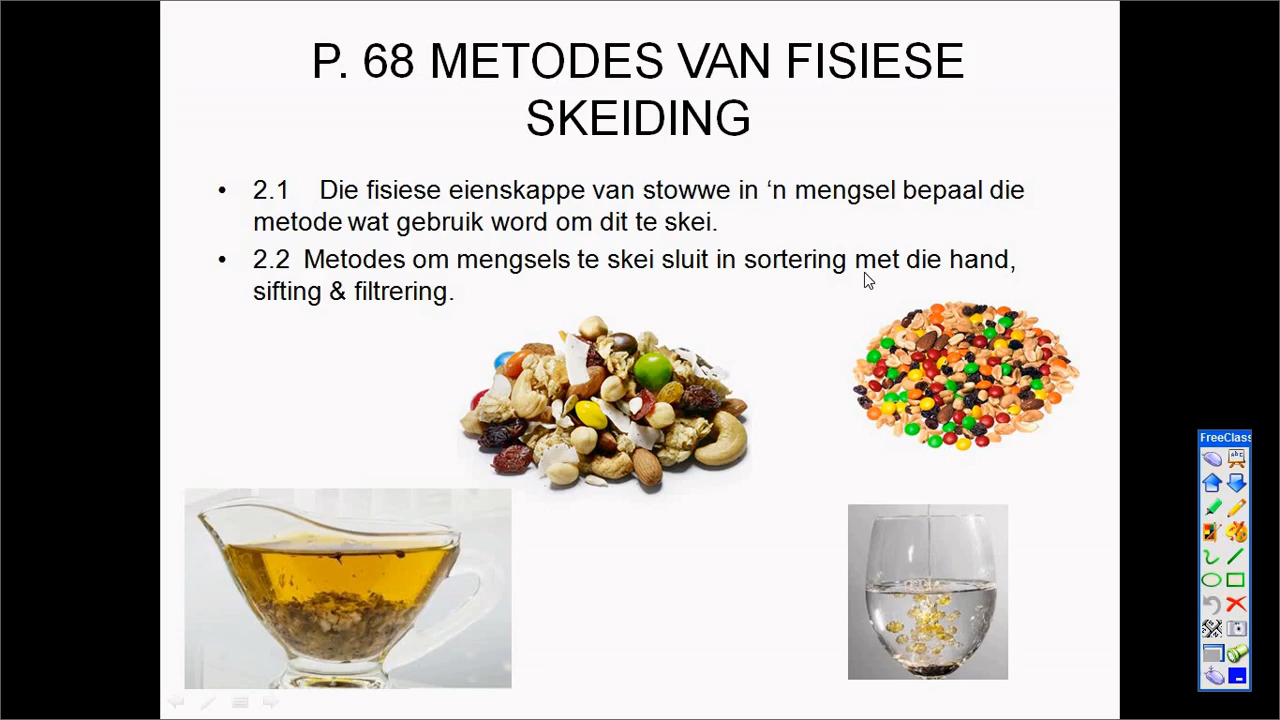 P. 68 METODES VAN FISIESE
SKEIDING
• 2.1 Die fisiese eienskappe van stowwe in ‘n mengsel bepaal die
metode wat gebruik word om dit te skei.
• 2.2 Metodes om mengsels te skei sluit in sortering met die hand,
sifting & filtrering.
FreeClass